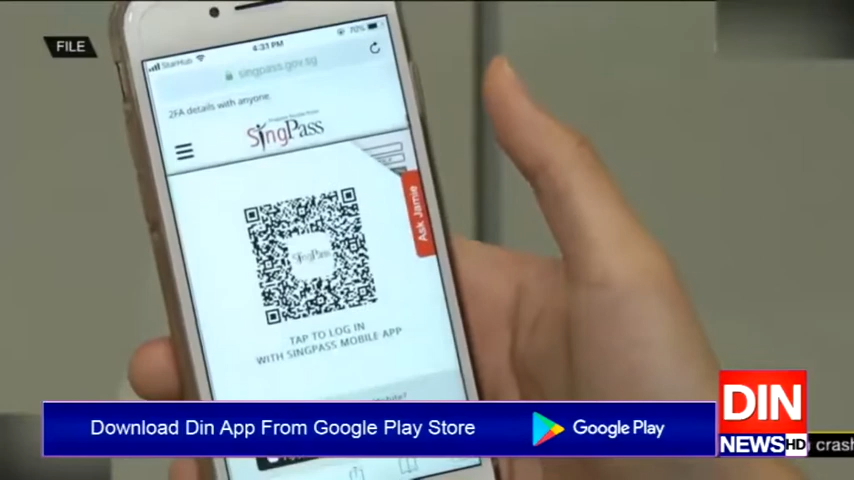 FILE
StarHub
4:31 PM
70%
singpass.gov.sg
2FA details with anyone.
SingPass
Ask Jamie
SingPass
TAP TO LOG IN
WITH SINGPASS MOBILE APP
Download Din App From Google Play Store
Google Play
DIN
NEWS HD
crash